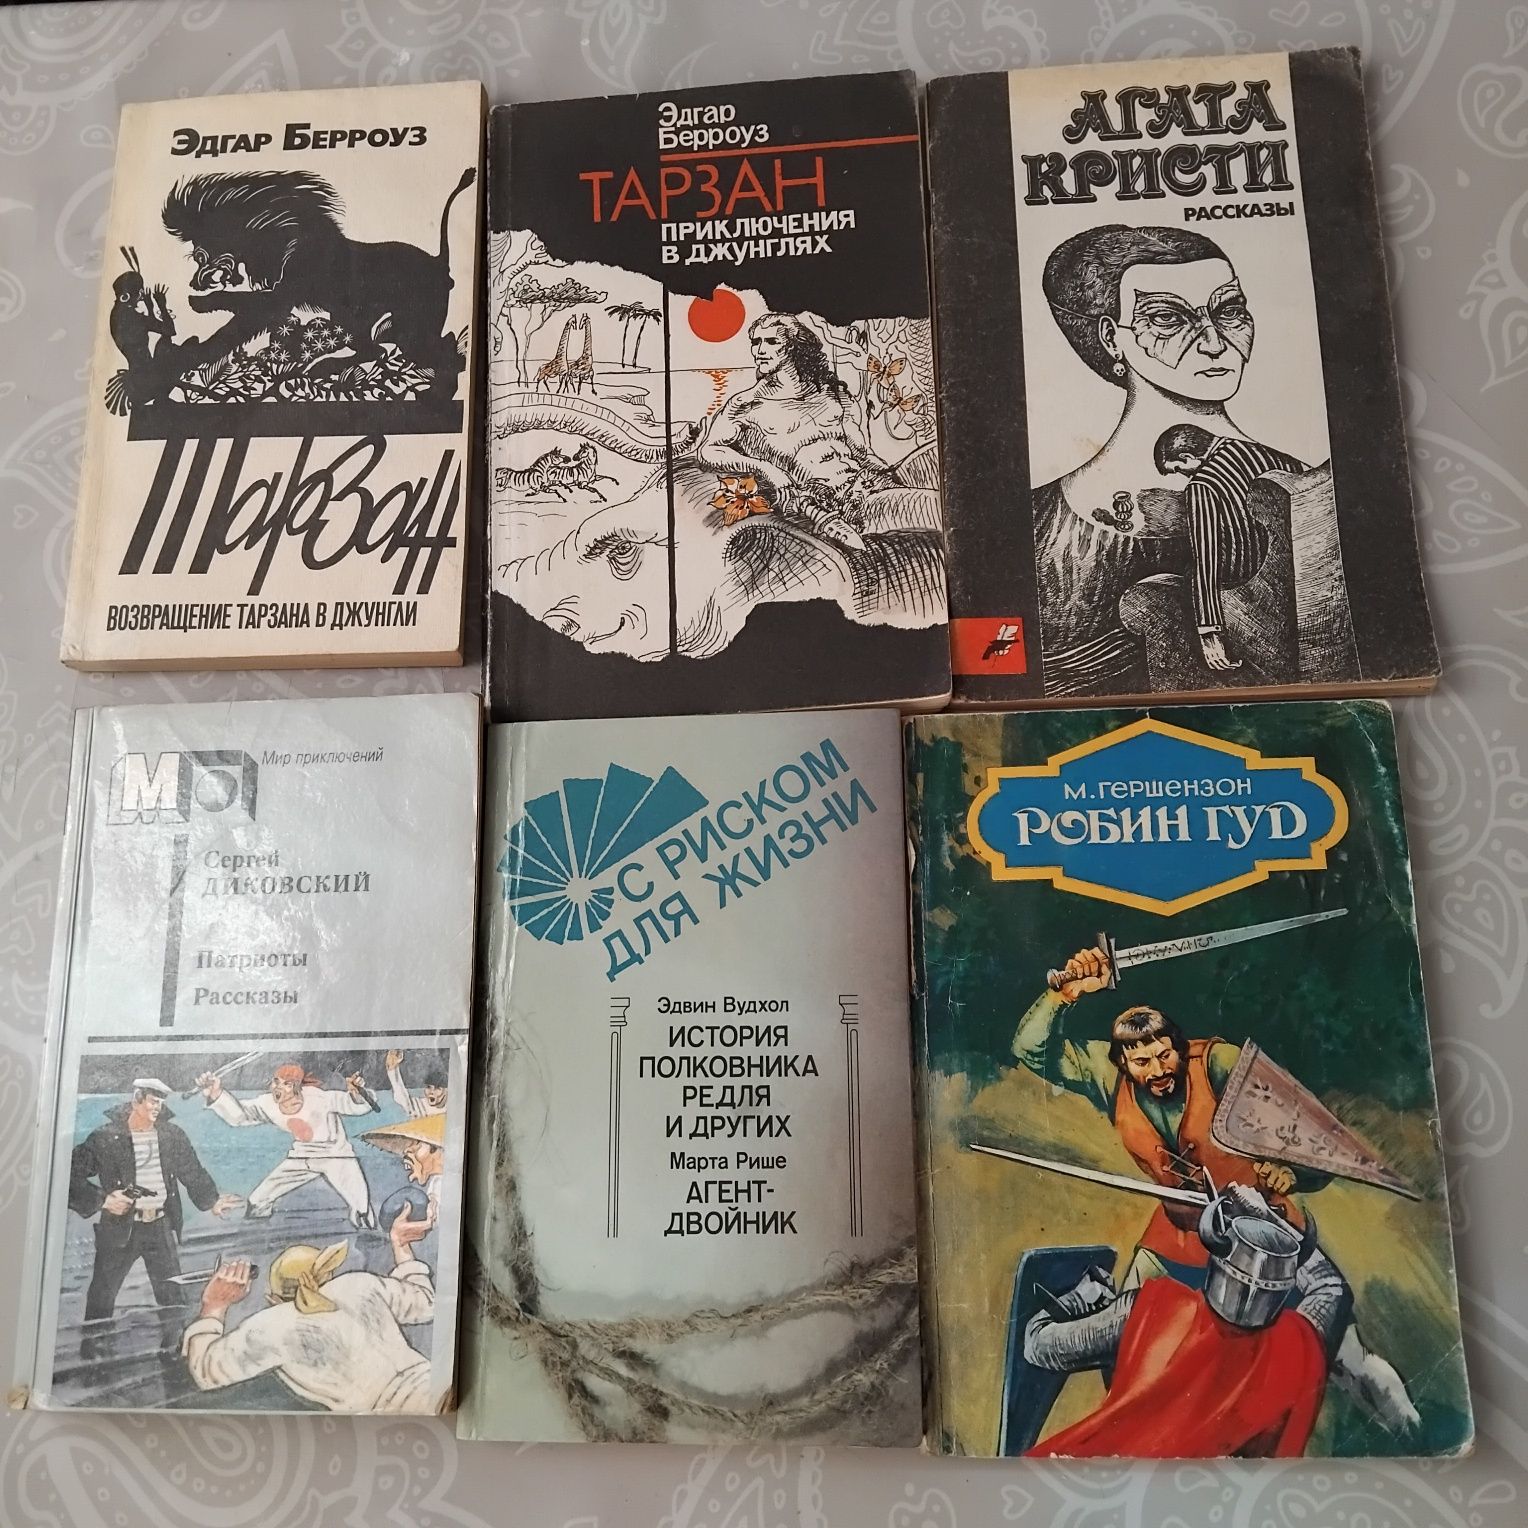 Эдгар Берроуз
Тарзан
ВОЗВРАЩЕНИЕ ТАРЗАНА В ДЖУНГЛИ
Эдгар
Берроуз
ТАРЗАН
ПРИКЛЮЧЕНИЯ
В ДЖУНГЛЯХ
АГАТА
КРИСТИ
РАССКАЗЫ
М
Мир приключений
Сергей
ДИКОВСКИЙ
Патриоты
Рассказы
С РИСКОМ
ДЛЯ ЖИЗНИ
Эдвин Вудхол
ИСТОРИЯ
ПОЛКОВНИКА
РЕДЛЯ
И ДРУГИХ
Марта Рише
АГЕНТ-
ДВОЙНИК
М. ГЕРШЕНЗОН
РОБИН ГУД